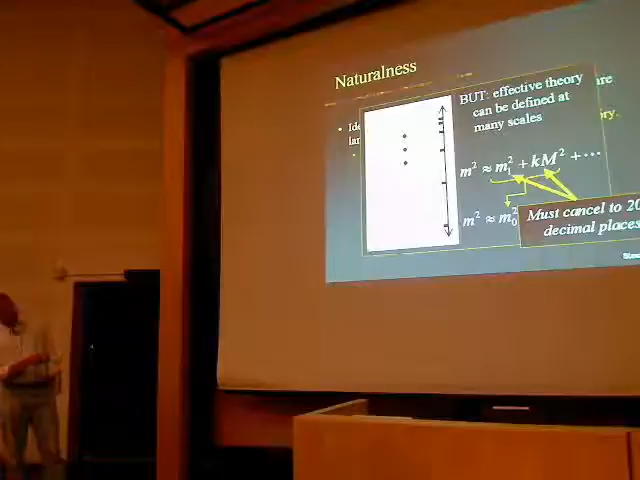 Naturalness
BUT: effective theory
can be defined at
many scales
m² ≈ m₁² + kM² + ⋯
m² ≈ m₀²
Must cancel to 20
decimal places